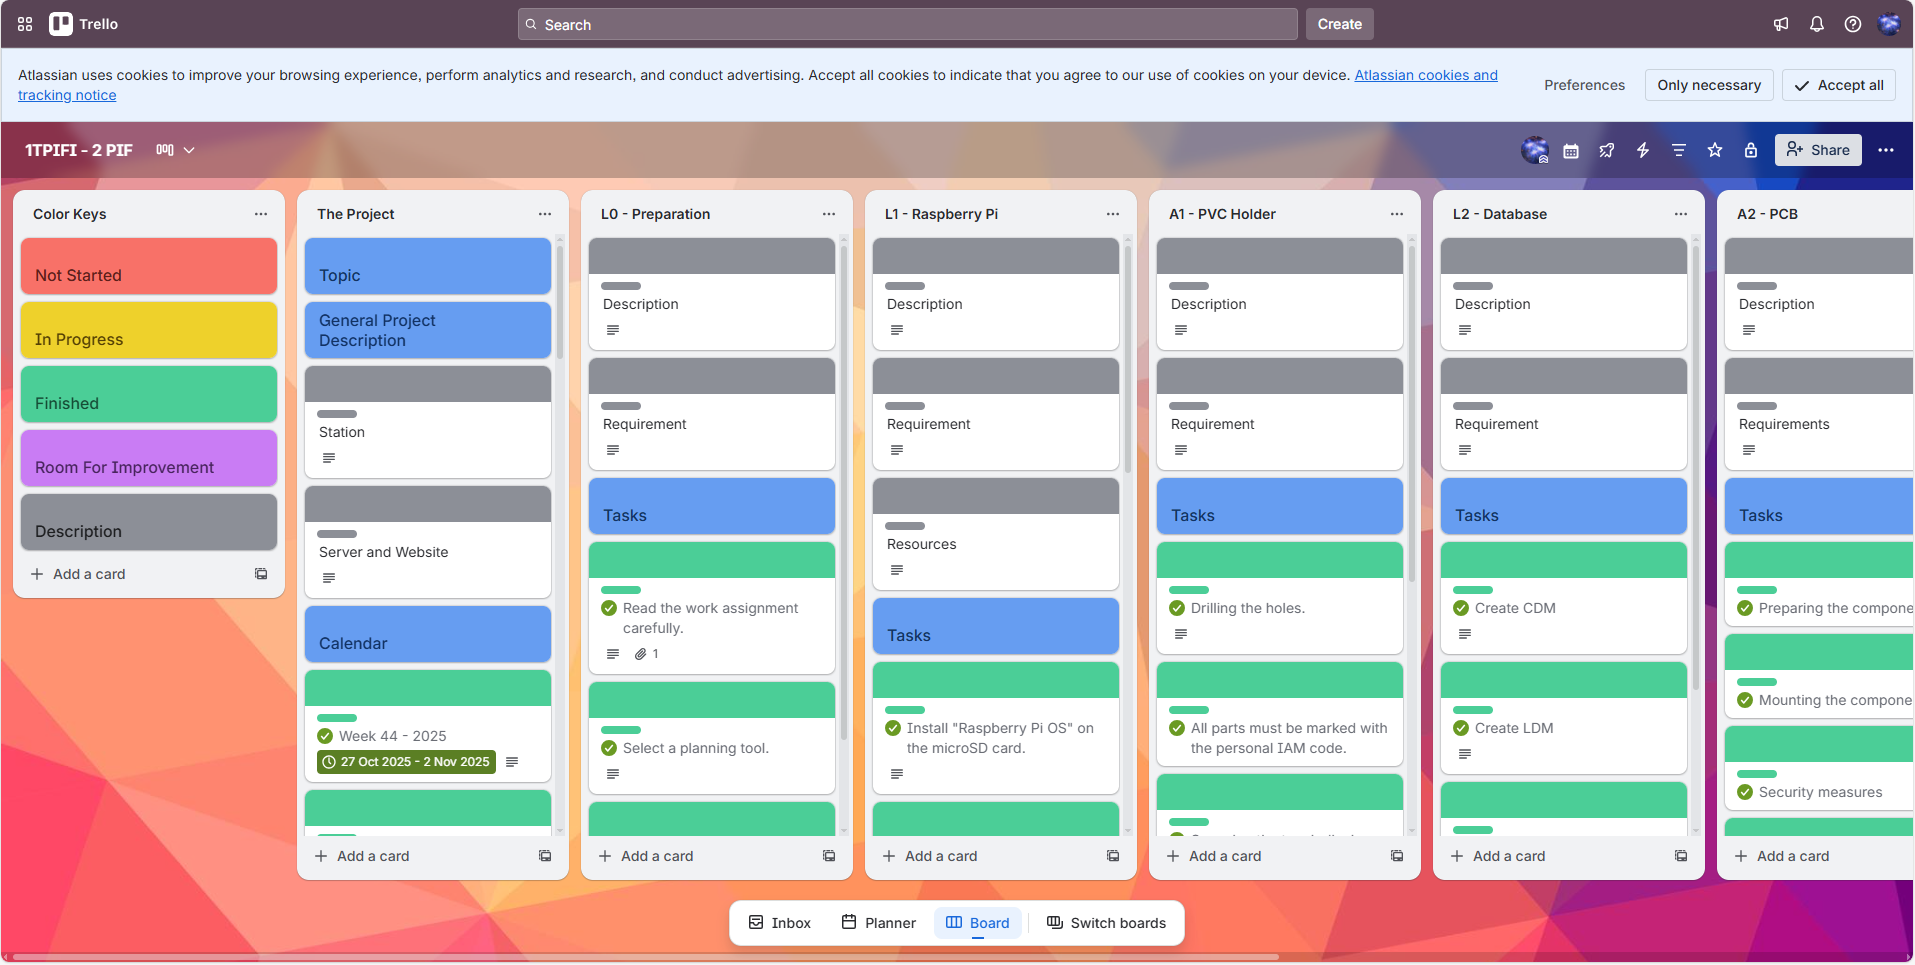 Trello
Search
Create
Atlassian uses cookies to improve your browsing experience, perform analytics and research, and conduct advertising. Accept all cookies to indicate that you agree to our use of cookies on your device. Atlassian cookies and
tracking notice
Preferences
Only necessary
Accept all
1TPIFI - 2 PIF
Share
Color Keys
Not Started
In Progress
Finished
Room For Improvement
Description
Add a card
The Project
Topic
General Project
Description
Station
Server and Website
Calendar
Week 44 - 2025
27 Oct 2025 - 2 Nov 2025
Add a card
L0 - Preparation
Description
Requirement
Tasks
Read the work assignment
carefully.
1
Select a planning tool.
Add a card
L1 - Raspberry Pi
Description
Requirement
Resources
Tasks
Install "Raspberry Pi OS" on
the microSD card.
Add a card
A1 - PVC Holder
Description
Requirement
Tasks
Drilling the holes.
All parts must be marked with
the personal IAM code.
Add a card
L2 - Database
Description
Requirement
Tasks
Create CDM
Create LDM
Add a card
A2 - PCB
Description
Requirements
Tasks
Preparing the compone
Mounting the compone
Security measures
Add a card
Inbox
Planner
Board
Switch boards